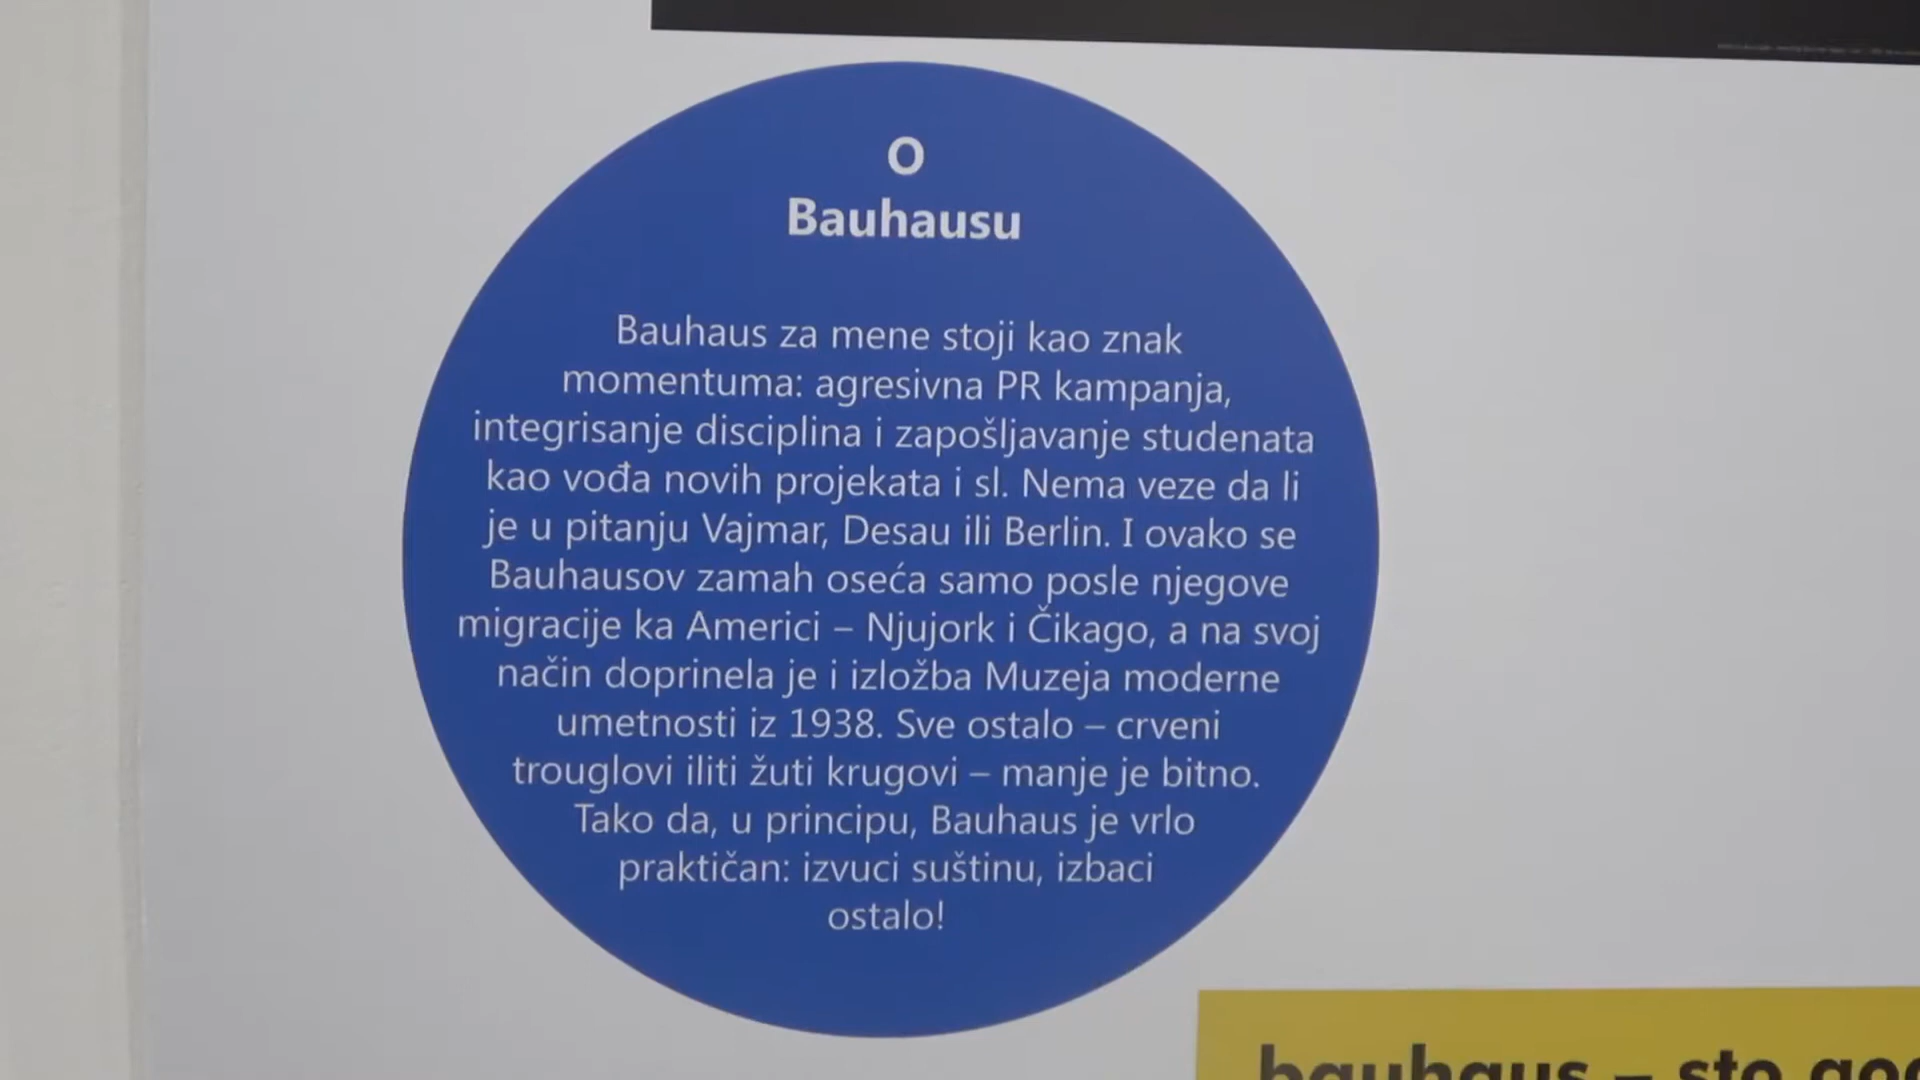 O
Bauhausu
Bauhaus za mene stoji kao znak
momentuma: agresivna PR kampanja,
integrisanje disciplina i zapošljavanje studenata
kao vođa novih projekata i sl. Nema veze da li
je u pitanju Vajmar, Desau ili Berlin. I ovako se
Bauhausov zamah oseća samo posle njegove
migracije ka Americi – Njujork i Čikago, a na svoj
način doprinela je i izložba Muzeja moderne
umetnosti iz 1938. Sve ostalo – crveni
trouglovi iliti žuti krugovi – manje je bitno.
Tako da, u principu, Bauhaus je vrlo
praktičan: izvuci suštinu, izbaci
ostalo!
bauhaus – sto